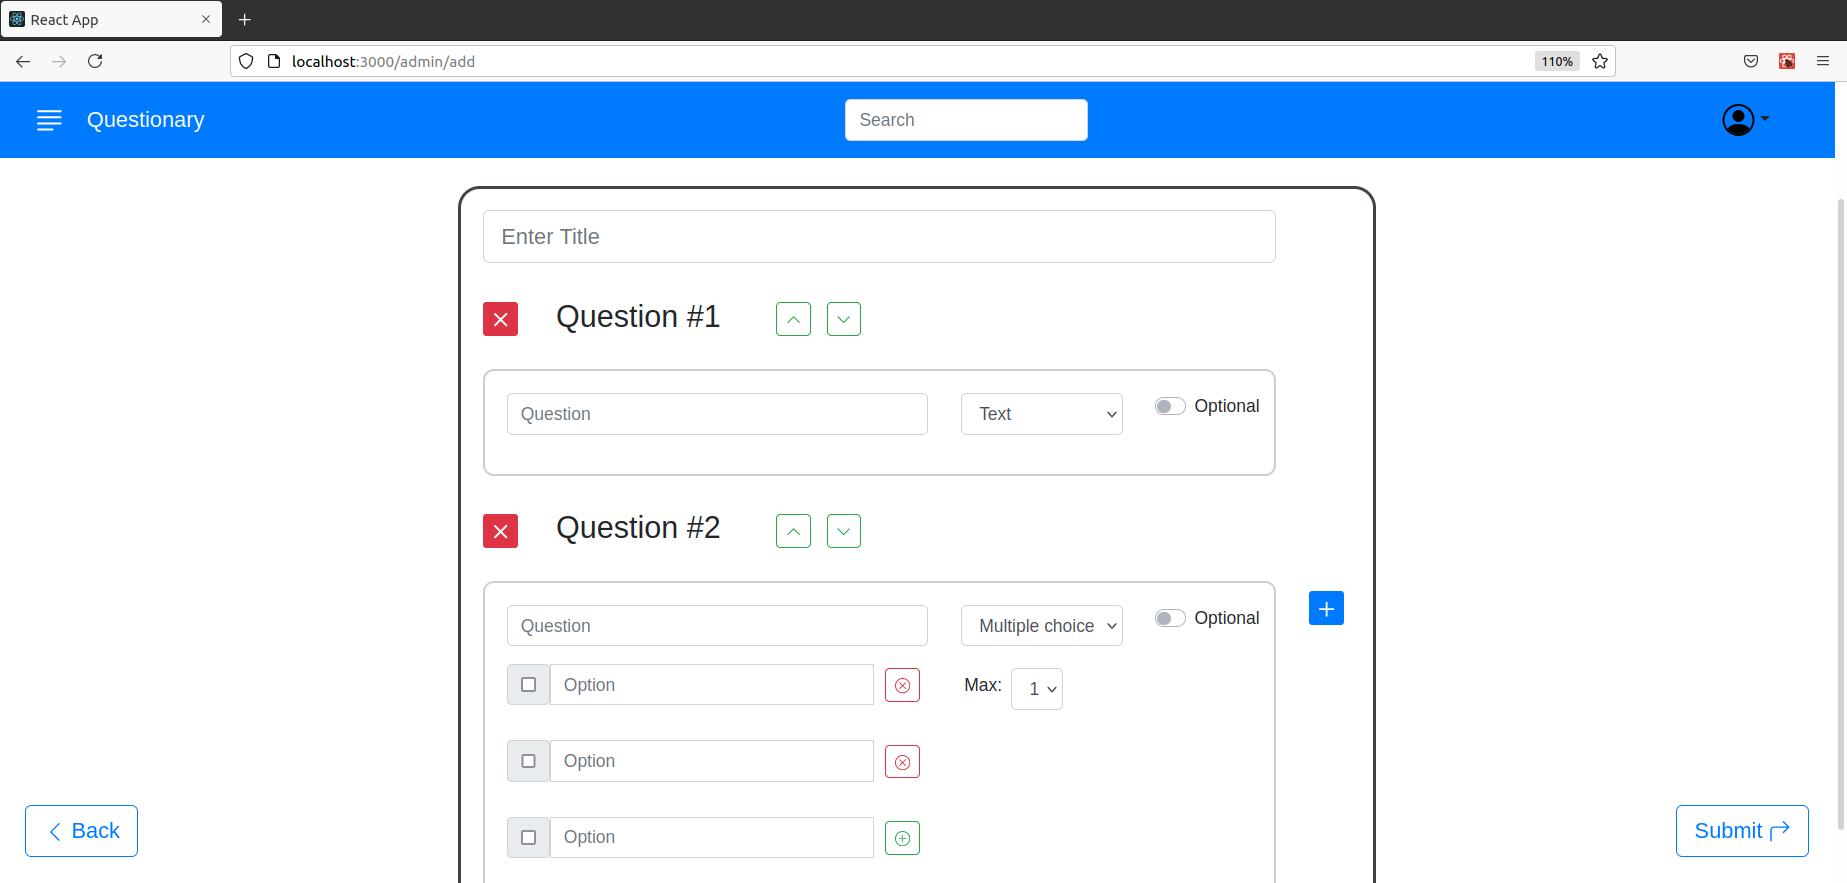 React App
localhost:3000/admin/add
110%
Questionary
Search
Enter Title
Question #1
Question
Text
Optional
Question #2
Question
Multiple choice
Optional
Option
Max:
1
Option
Option
Back
Submit